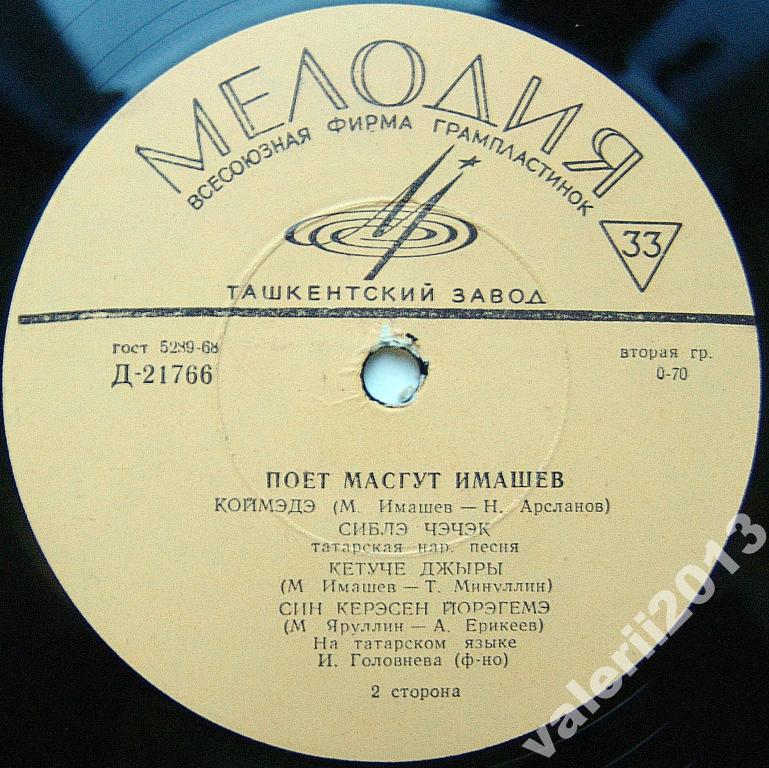 МЕЛОДИЯ
ВСЕСОЮЗНАЯ ФИРМА ГРАМПЛАСТИНОК
33
ТАШКЕНТСКИЙ ЗАВОД
гост 5289-68
Д-21766
вторая гр.
0-70
ПОЕТ МАСГУТ ИМАШЕВ
КОЙМЭДЭ (М. Имашев — Н. Арсланов)
СИБЛЭ ЧЭЧЭК
татарская нар. песня
КЕТУЧЕ ДЖЫРЫ
(М Имашев — Т. Минуллин)
СИН КЕРЭСЕН ЙОРЭГЕМЭ
(М Яруллин — А. Ерикеев)
На татарском языке
И. Головнева (ф-но)
2 сторона
valerii2013